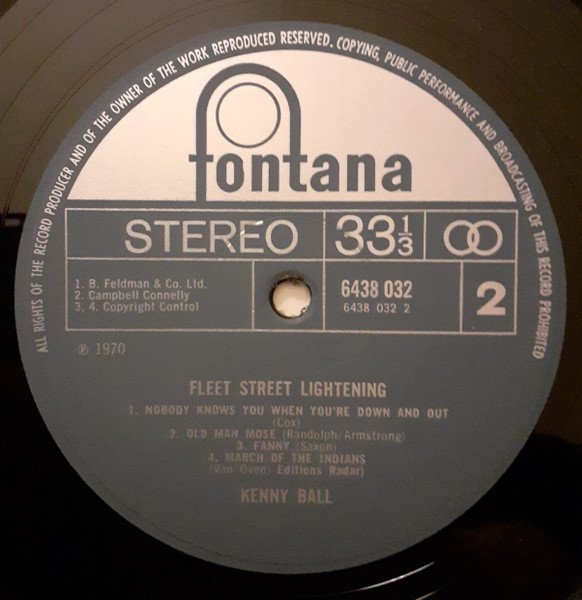 ALL RIGHTS OF THE RECORD PRODUCER AND OF THE OWNER OF THE WORK REPRODUCED RESERVED. COPYING, PUBLIC PERFORMANCE AND BROADCASTING OF THIS RECORD PROHIBITED
fontana
STEREO 33 1/3
1. B. Feldman & Co. Ltd.
2. Campbell Connelly
3. 4. Copyright Control
6438 032
6438 032 2
2
℗ 1970
FLEET STREET LIGHTENING
1. NOBODY KNOWS YOU WHEN YOU'RE DOWN AND OUT
(Cox)
2. OLD MAN MOSE (Randolph/Armstrong)
3. FANNY (Saxon)
4. MARCH OF THE INDIANS
(Van Oven) Editions Radar)
KENNY BALL